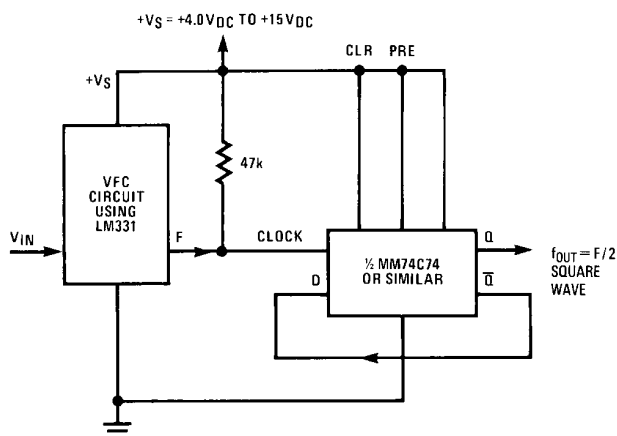 +VS = +4.0VDC TO +15VDC
CLR PRE
+VS
47k
VFC
CIRCUIT
USING
LM331
VIN
F
CLOCK
Q
½ MM74C74
OR SIMILAR
D
Q̅
fOUT = F/2
SQUARE
WAVE